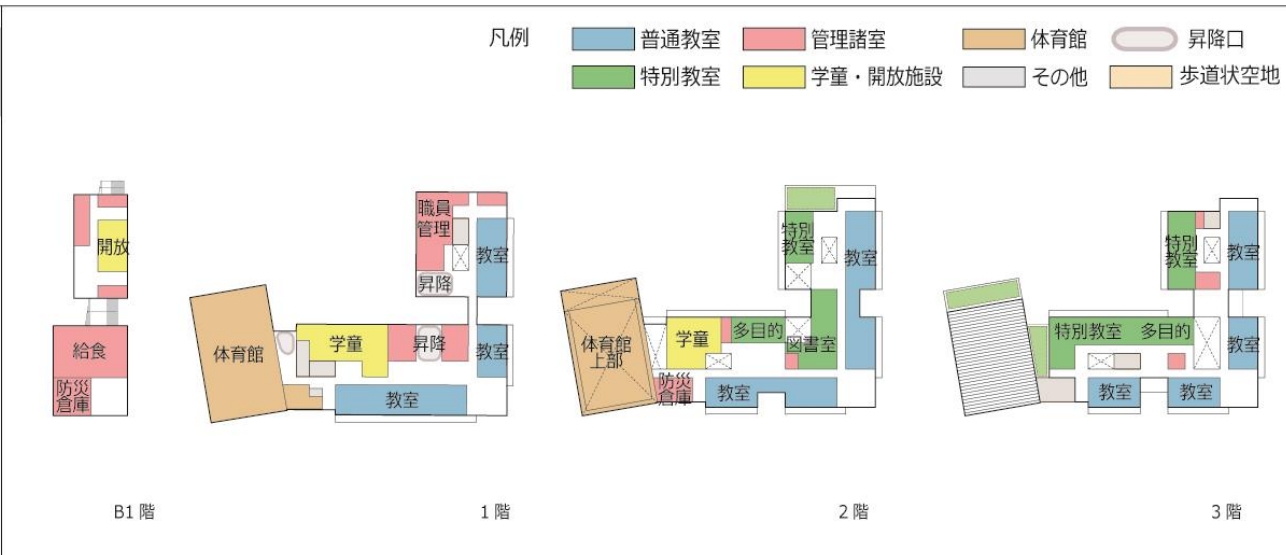 凡例
普通教室
管理諸室
体育館
昇降口
特別教室
学童・開放施設
その他
歩道状空地
開放
給食
防災
倉庫
B1 階
職員
管理
教室
昇降
体育館
学童
昇降
教室
教室
1 階
特別
教室
教室
体育館
上部
学童
多目的
図書室
防災
倉庫
教室
2 階
特別
教室
教室
特別教室
多目的
教室
教室
教室
3 階